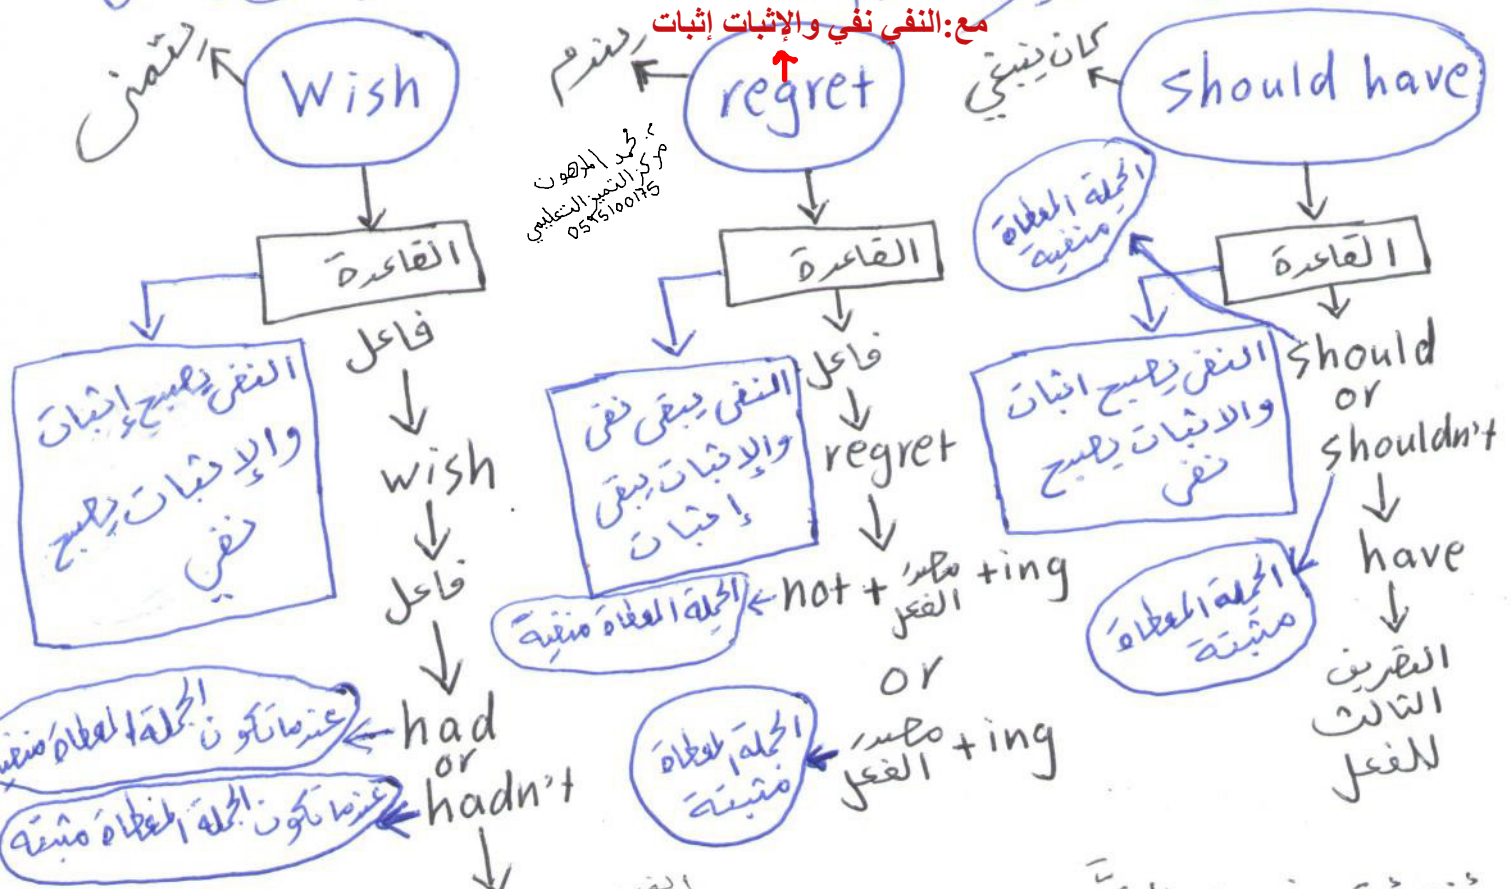 مع:النفي نفي والإثبات إثبات
التمني
Wish
القاعدة
النفي يصبح إثبات
والإثبات يصبح
نفي
فاعل
wish
فاعل
had
عندما تكون الجملة المعطاة منفية
or
hadn't
عندما تكون الجملة المعطاة مثبتة
يندم
regret
م. محمد المدهون
مركز التميز التعليمي
0595100175
القاعدة
النفي يبقى نفي
والإثبات يبقى
إثبات
فاعل
regret
not + مصدر الفعل +ing
الجملة المعطاة منفية
or
مصدر الفعل +ing
الجملة المعطاة
مثبتة
كان ينبغي
should have
الجملة المعطاة
منفية
القاعدة
النفي يصبح اثبات
والاثبات يصبح
نفي
should
or
shouldn't
have
الجملة المعطاة
مثبتة
التصريف
الثالث
للفعل